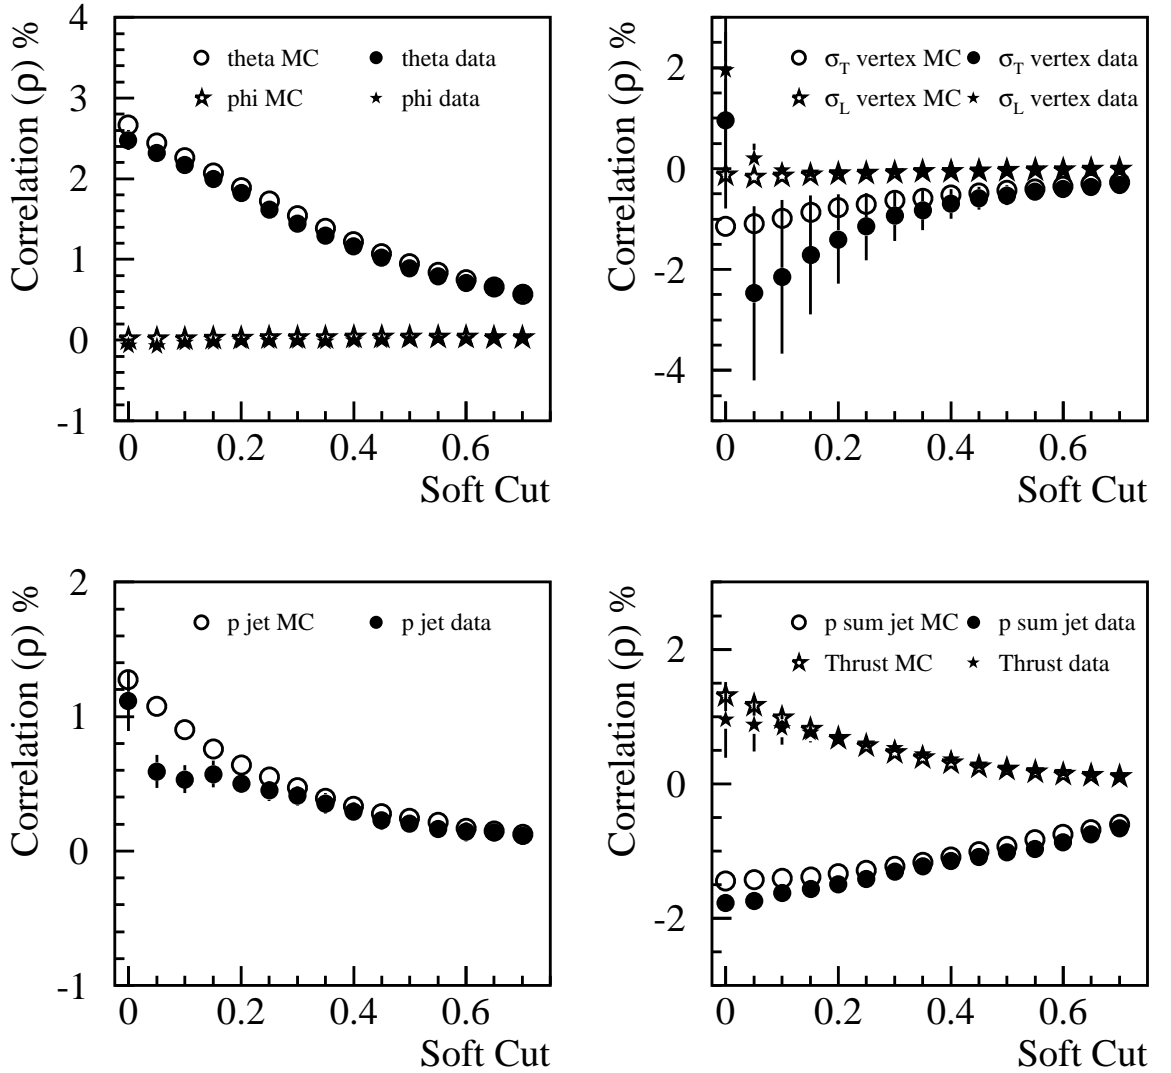 Correlation (ρ) %
4
3
2
1
0
-1
theta MC
theta data
phi MC
phi data
0
0.2
0.4
0.6
Soft Cut
Correlation (ρ) %
2
0
-2
-4
σT vertex MC
σT vertex data
σL vertex MC
σL vertex data
0
0.2
0.4
0.6
Soft Cut
Correlation (ρ) %
2
1
0
-1
p jet MC
p jet data
0
0.2
0.4
0.6
Soft Cut
Correlation (ρ) %
2
0
-2
p sum jet MC
p sum jet data
Thrust MC
Thrust data
0
0.2
0.4
0.6
Soft Cut